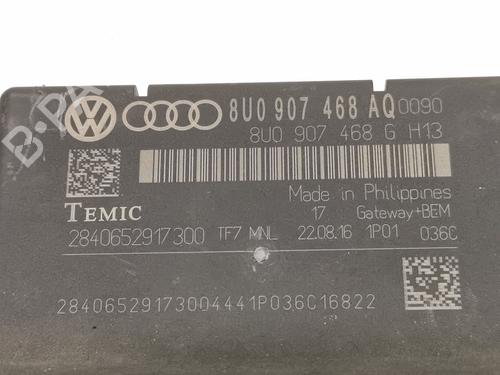 8U0 907 468 AQ 0090
8U0 907 468 G H13
Made in Philippines
TEMIC 17 Gateway+BEM
2840652917300 TF7 MNL 22.08.16 1P01 036C
28406529173004441P036C16822
B-PA